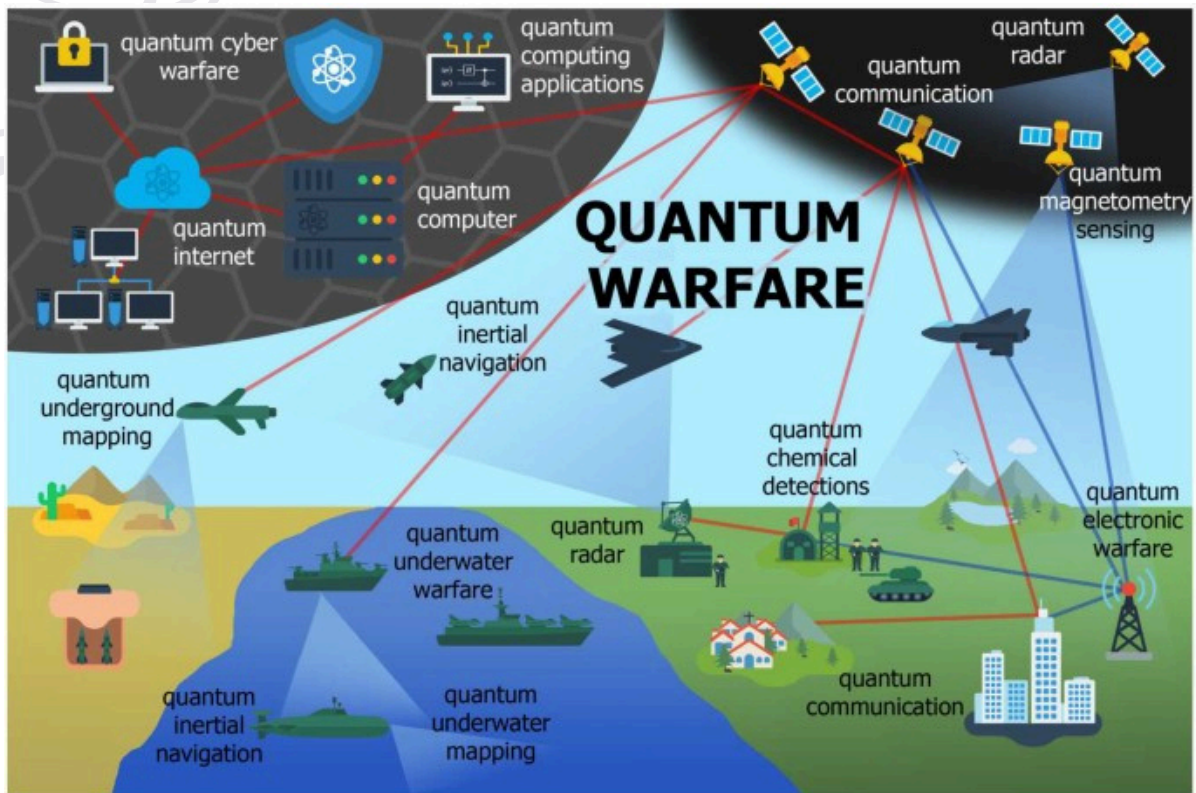 quantum cyber
warfare
quantum
computing
applications
quantum
internet
quantum
computer
quantum
communication
quantum
radar
quantum
magnetometry
sensing
QUANTUM
WARFARE
quantum
inertial
navigation
quantum
underground
mapping
quantum
chemical
detections
quantum
radar
quantum
electronic
warfare
quantum
underwater
warfare
quantum
communication
quantum
inertial
navigation
quantum
underwater
mapping